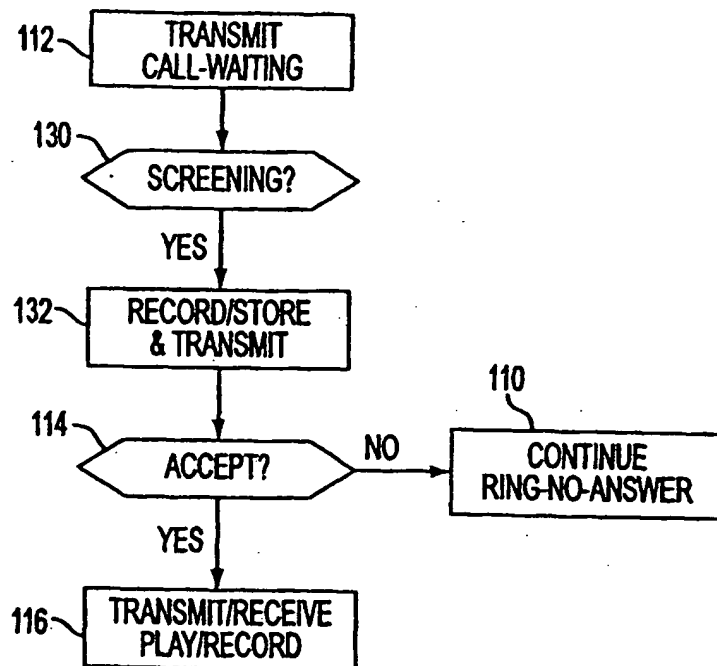 112
TRANSMIT
CALL-WAITING
130
SCREENING?
YES
132
RECORD/STORE
& TRANSMIT
114
ACCEPT?
NO
110
CONTINUE
RING-NO-ANSWER
YES
116
TRANSMIT/RECEIVE
PLAY/RECORD